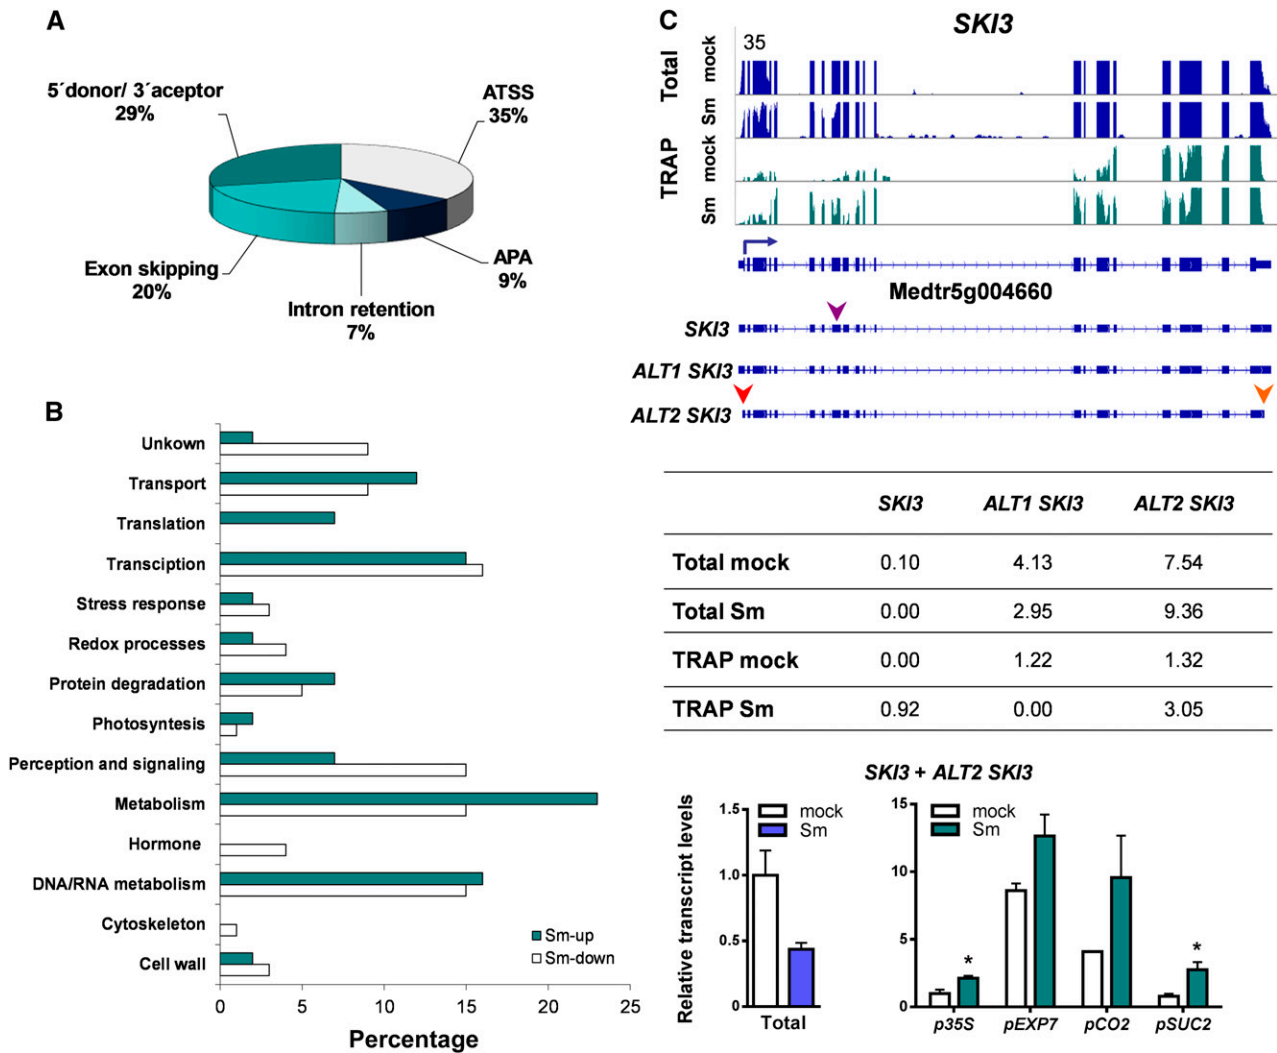 A
5´donor/ 3´aceptor
29%
ATSS
35%
Exon skipping
20%
Intron retention
7%
APA
9%
B
Unkown
Transport
Translation
Transciption
Stress response
Redox processes
Protein degradation
Photosyntesis
Perception and signaling
Metabolism
Hormone
DNA/RNA metabolism
Cytoskeleton
Cell wall
Sm-up
Sm-down
0 5 10 15 20 25
Percentage
C
SKI3
35
Total
mock
Sm
TRAP
mock
Sm
Medtr5g004660
SKI3
ALT1 SKI3
ALT2 SKI3
SKI3 ALT1 SKI3 ALT2 SKI3
Total mock 0.10 4.13 7.54
Total Sm 0.00 2.95 9.36
TRAP mock 0.00 1.22 1.32
TRAP Sm 0.92 0.00 3.05
SKI3 + ALT2 SKI3
Relative transcript levels
1.5
1.0
0.5
0
mock
Sm
Total
15
10
5
0
mock
Sm
*
*
p35S pEXP7 pCO2 pSUC2